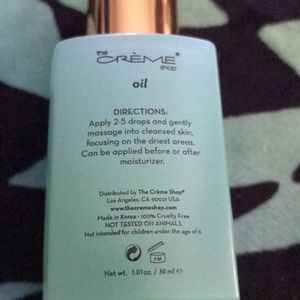 the
CRÈME®
shop
oil
DIRECTIONS:
Apply 2-5 drops and gently
massage into cleansed skin,
focusing on the driest areas.
Can be applied before or after
moisturizer.
Distributed by The Crème Shop®
Los Angeles, CA 90021 USA
www.thecremeshop.com
Made in Korea • 100% Cruelty Free
NOT TESTED ON ANIMALS.
Not intended for children under the age of 6.
Net wt. 1.01oz. / 30 ml e